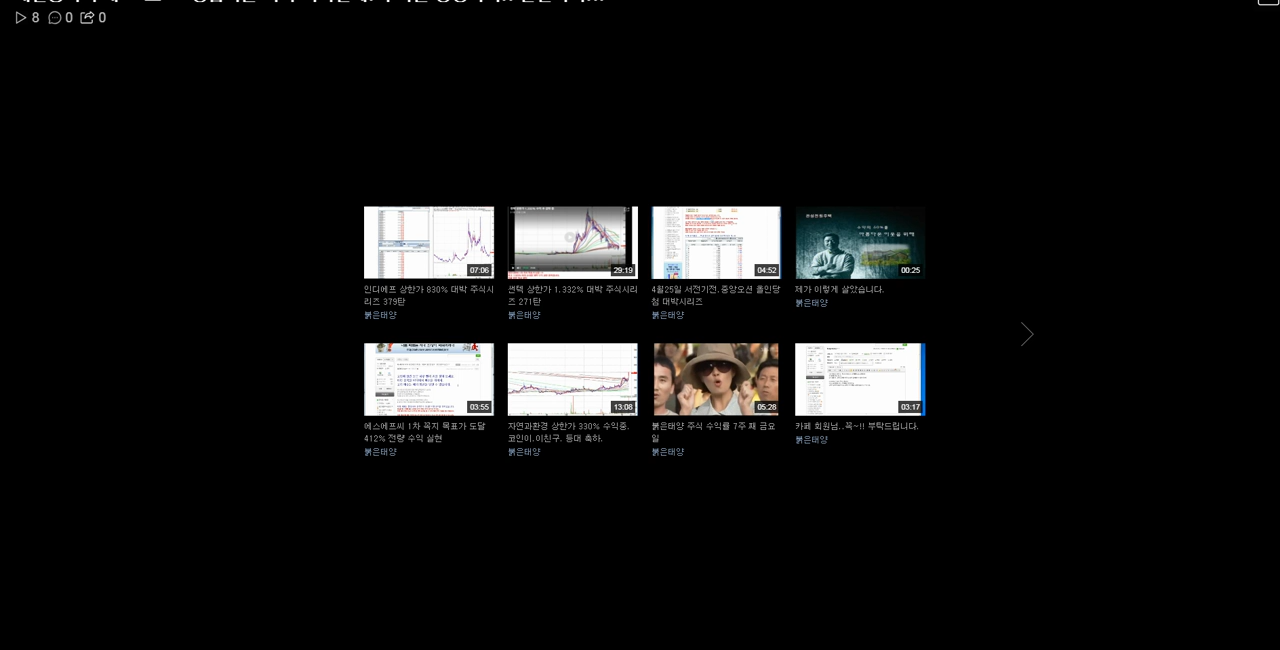 8 0 0
07:06
29:19
04:52
00:25
인디에프 상한가 830% 대박 주식시
리즈 379탄
붉은태양
썬텍 상한가 1.332% 대박 주식시리
즈 271탄
붉은태양
4월25일 서전기전.중앙오션 올인당
첨 대박시리즈
붉은태양
제가 이렇게 살았습니다.
붉은태양
03:55
13:08
05:28
03:17
에스에프씨 1차 목지 목표가 도달
412% 전량 수익 실현
붉은태양
자연과환경 상한가 330% 수익중.
코인이.이친구. 등대 축하.
붉은태양
붉은태양 주식 수익률 7주 째 금요
일
붉은태양
카페 회원님..꼭~!! 부탁드립니다.
붉은태양